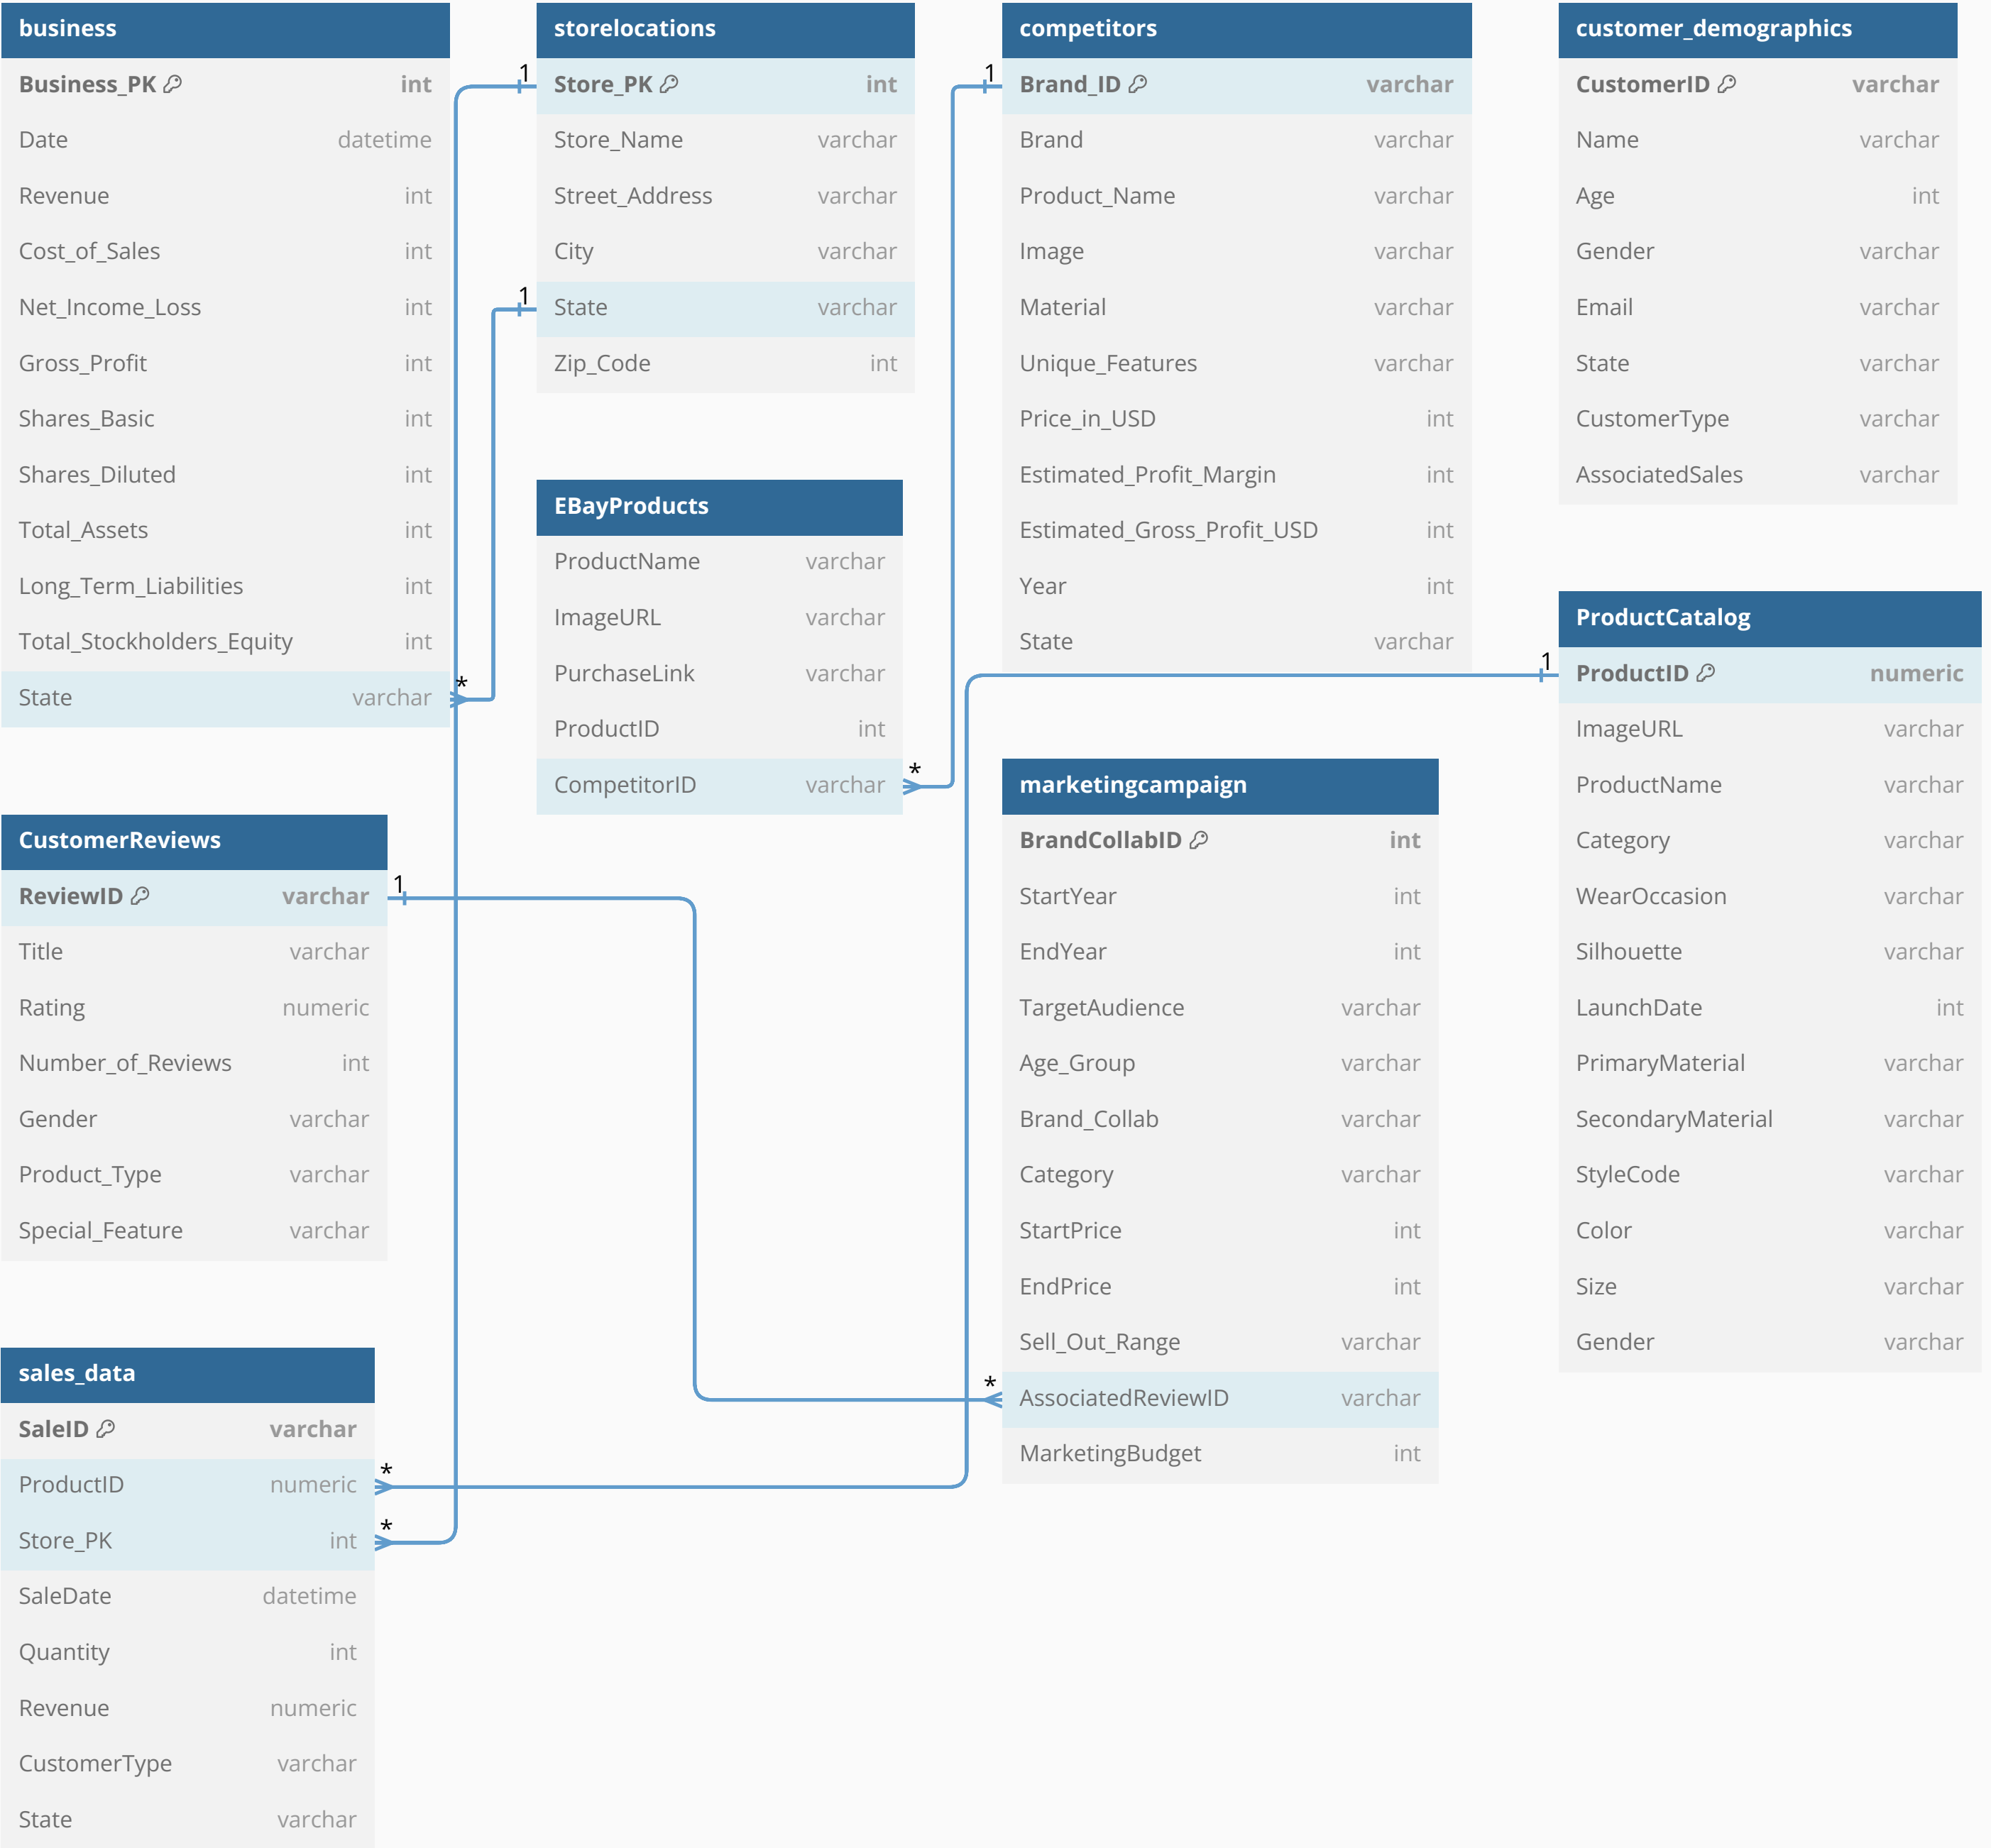 business
Business_PK int
Date datetime
Revenue int
Cost_of_Sales int
Net_Income_Loss int
Gross_Profit int
Shares_Basic int
Shares_Diluted int
Total_Assets int
Long_Term_Liabilities int
Total_Stockholders_Equity int
State varchar
*
storelocations
1
Store_PK int
Store_Name varchar
Street_Address varchar
City varchar
1
State varchar
Zip_Code int
competitors
1
Brand_ID varchar
Brand varchar
Product_Name varchar
Image varchar
Material varchar
Unique_Features varchar
Price_in_USD int
Estimated_Profit_Margin int
Estimated_Gross_Profit_USD int
Year int
State varchar
customer_demographics
CustomerID varchar
Name varchar
Age int
Gender varchar
Email varchar
State varchar
CustomerType varchar
AssociatedSales varchar
EBayProducts
ProductName varchar
ImageURL varchar
PurchaseLink varchar
ProductID int
CompetitorID varchar
*
ProductCatalog
1
ProductID numeric
ImageURL varchar
ProductName varchar
Category varchar
WearOccasion varchar
Silhouette varchar
LaunchDate int
PrimaryMaterial varchar
SecondaryMaterial varchar
StyleCode varchar
Color varchar
Size varchar
Gender varchar
CustomerReviews
ReviewID varchar
1
Title varchar
Rating numeric
Number_of_Reviews int
Gender varchar
Product_Type varchar
Special_Feature varchar
marketingcampaign
BrandCollabID int
StartYear int
EndYear int
TargetAudience varchar
Age_Group varchar
Brand_Collab varchar
Category varchar
StartPrice int
EndPrice int
Sell_Out_Range varchar
*
AssociatedReviewID varchar
MarketingBudget int
sales_data
SaleID varchar
ProductID numeric
*
Store_PK int
*
SaleDate datetime
Quantity int
Revenue numeric
CustomerType varchar
State varchar